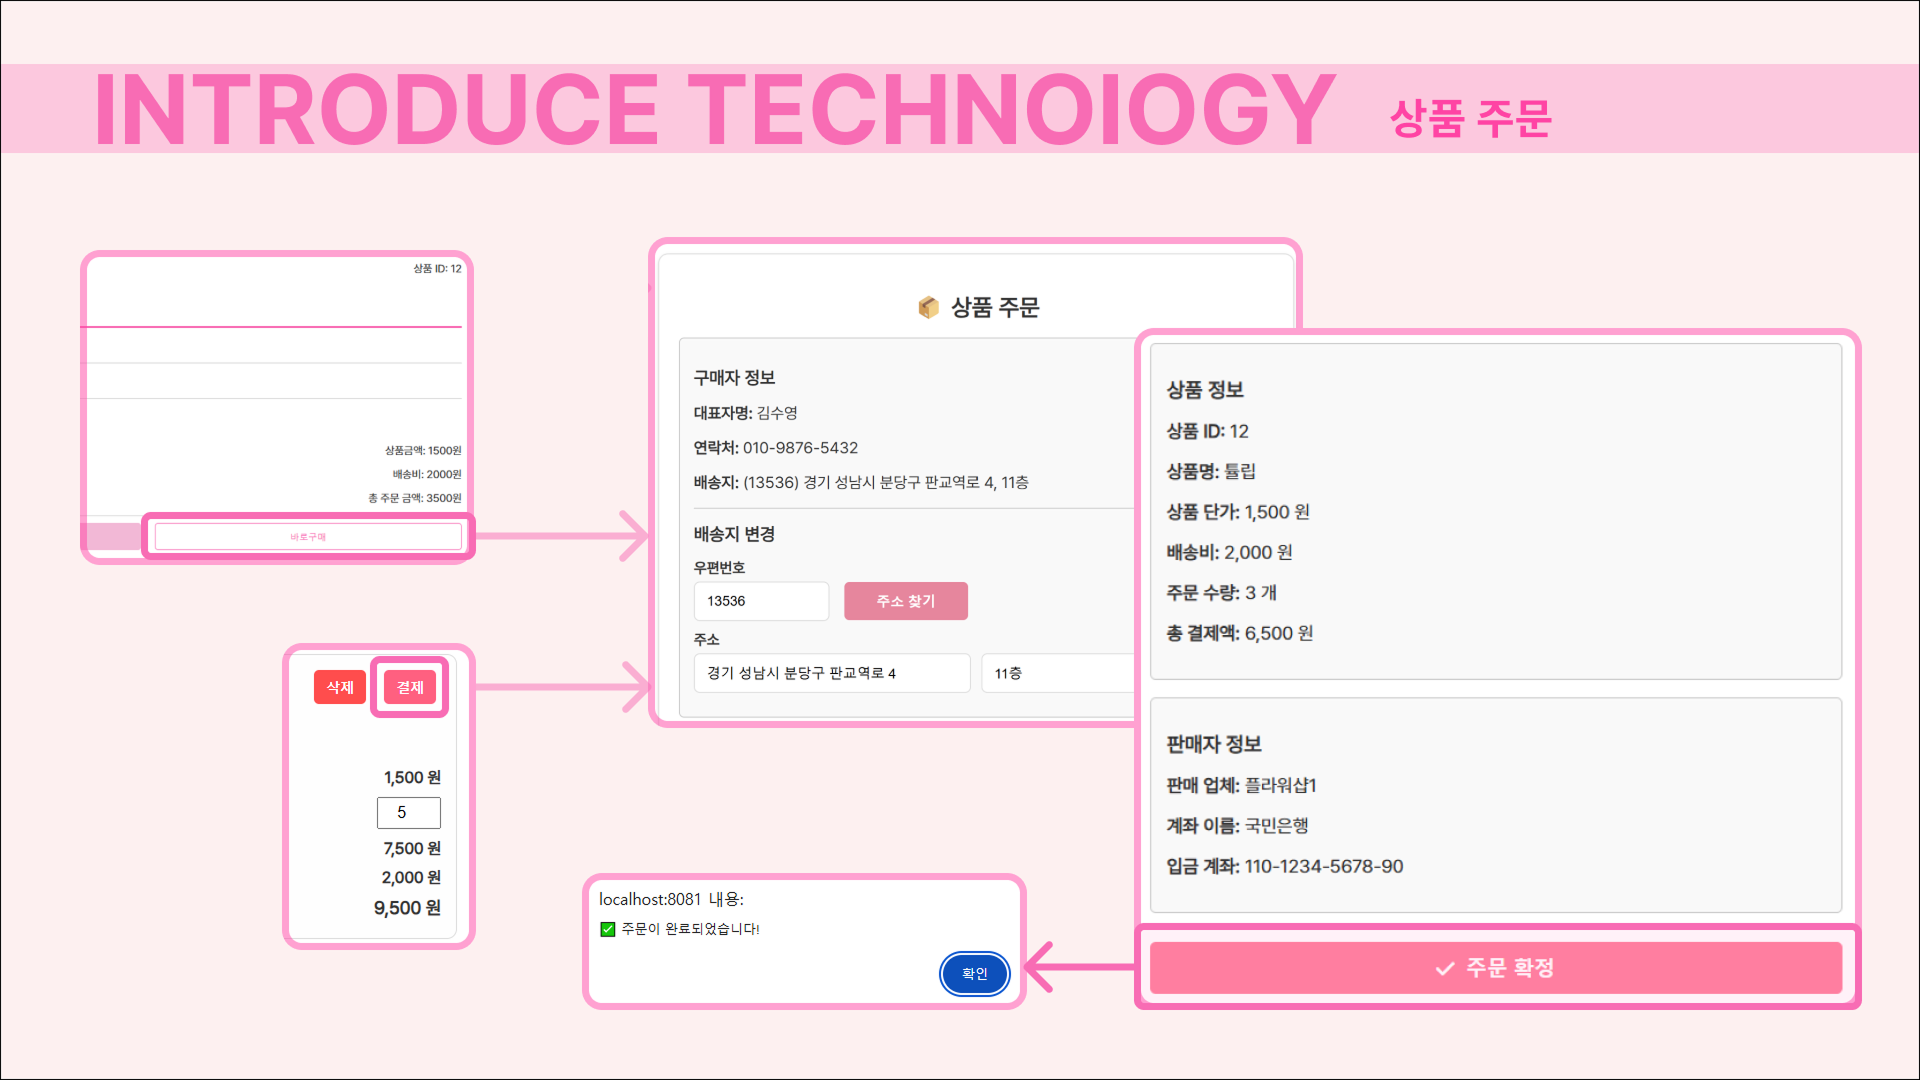 INTRODUCE TECHNOIOGY 상품 주문
상품 ID: 12
상품금액: 1500원
배송비: 2000원
총 주문 금액: 3500원
바로구매
삭제 결제
1,500 원
5
7,500 원
2,000 원
9,500 원
📦 상품 주문
구매자 정보
대표자명: 김수영
연락처: 010-9876-5432
배송지: (13536) 경기 성남시 분당구 판교역로 4, 11층
배송지 변경
우편번호
13536 주소 찾기
주소
경기 성남시 분당구 판교역로 4 11층
상품 정보
상품 ID: 12
상품명: 튤립
상품 단가: 1,500 원
배송비: 2,000 원
주문 수량: 3 개
총 결제액: 6,500 원
판매자 정보
판매 업체: 플라워샵1
계좌 이름: 국민은행
입금 계좌: 110-1234-5678-90
✓ 주문 확정
localhost:8081 내용:
✅ 주문이 완료되었습니다!
확인